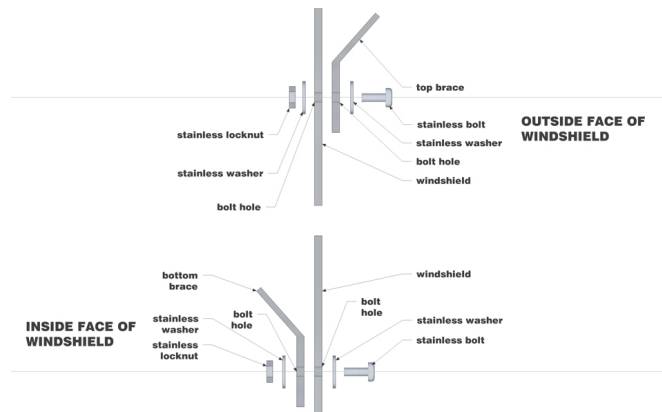 top brace
stainless bolt
stainless locknut
OUTSIDE FACE OF
WINDSHIELD
stainless washer
bolt hole
stainless washer
windshield
bolt hole
bottom
brace
windshield
bolt
hole
stainless
washer
bolt
hole
INSIDE FACE OF
WINDSHIELD
stainless washer
stainless bolt
stainless
locknut